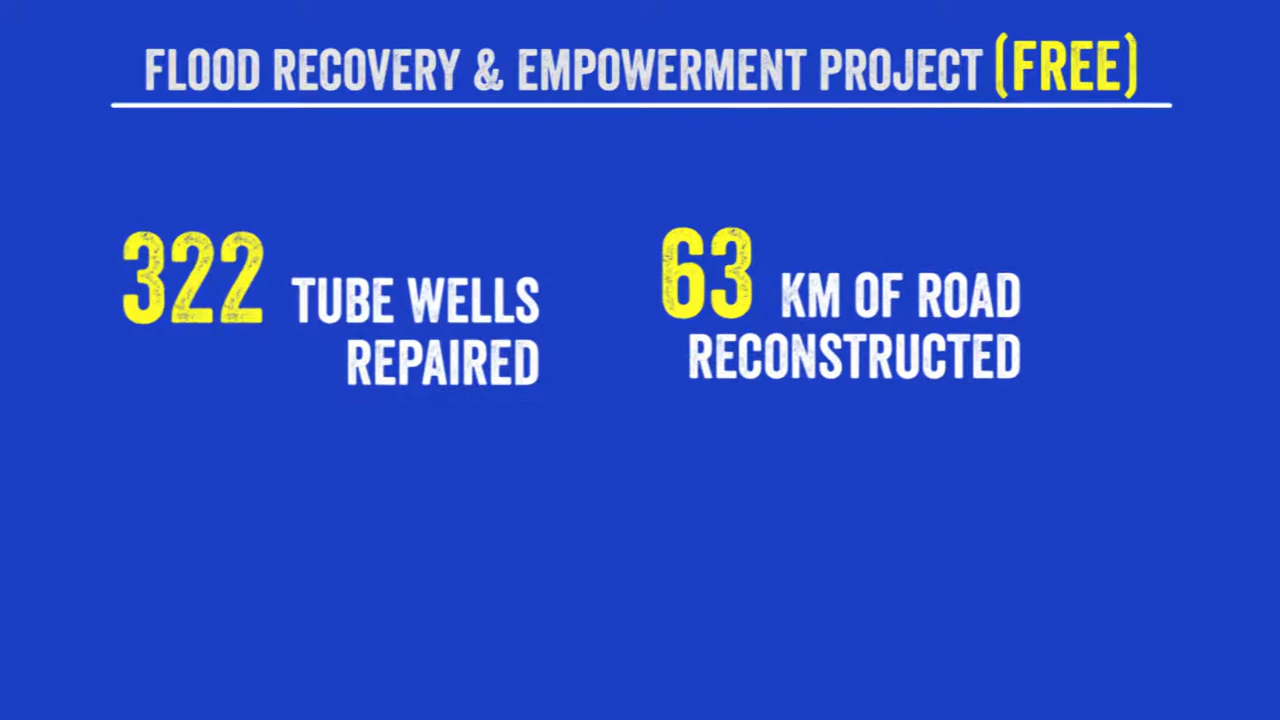 FLOOD RECOVERY & EMPOWERMENT PROJECT (FREE)
322 TUBE WELLS
REPAIRED
63 KM OF ROAD
RECONSTRUCTED